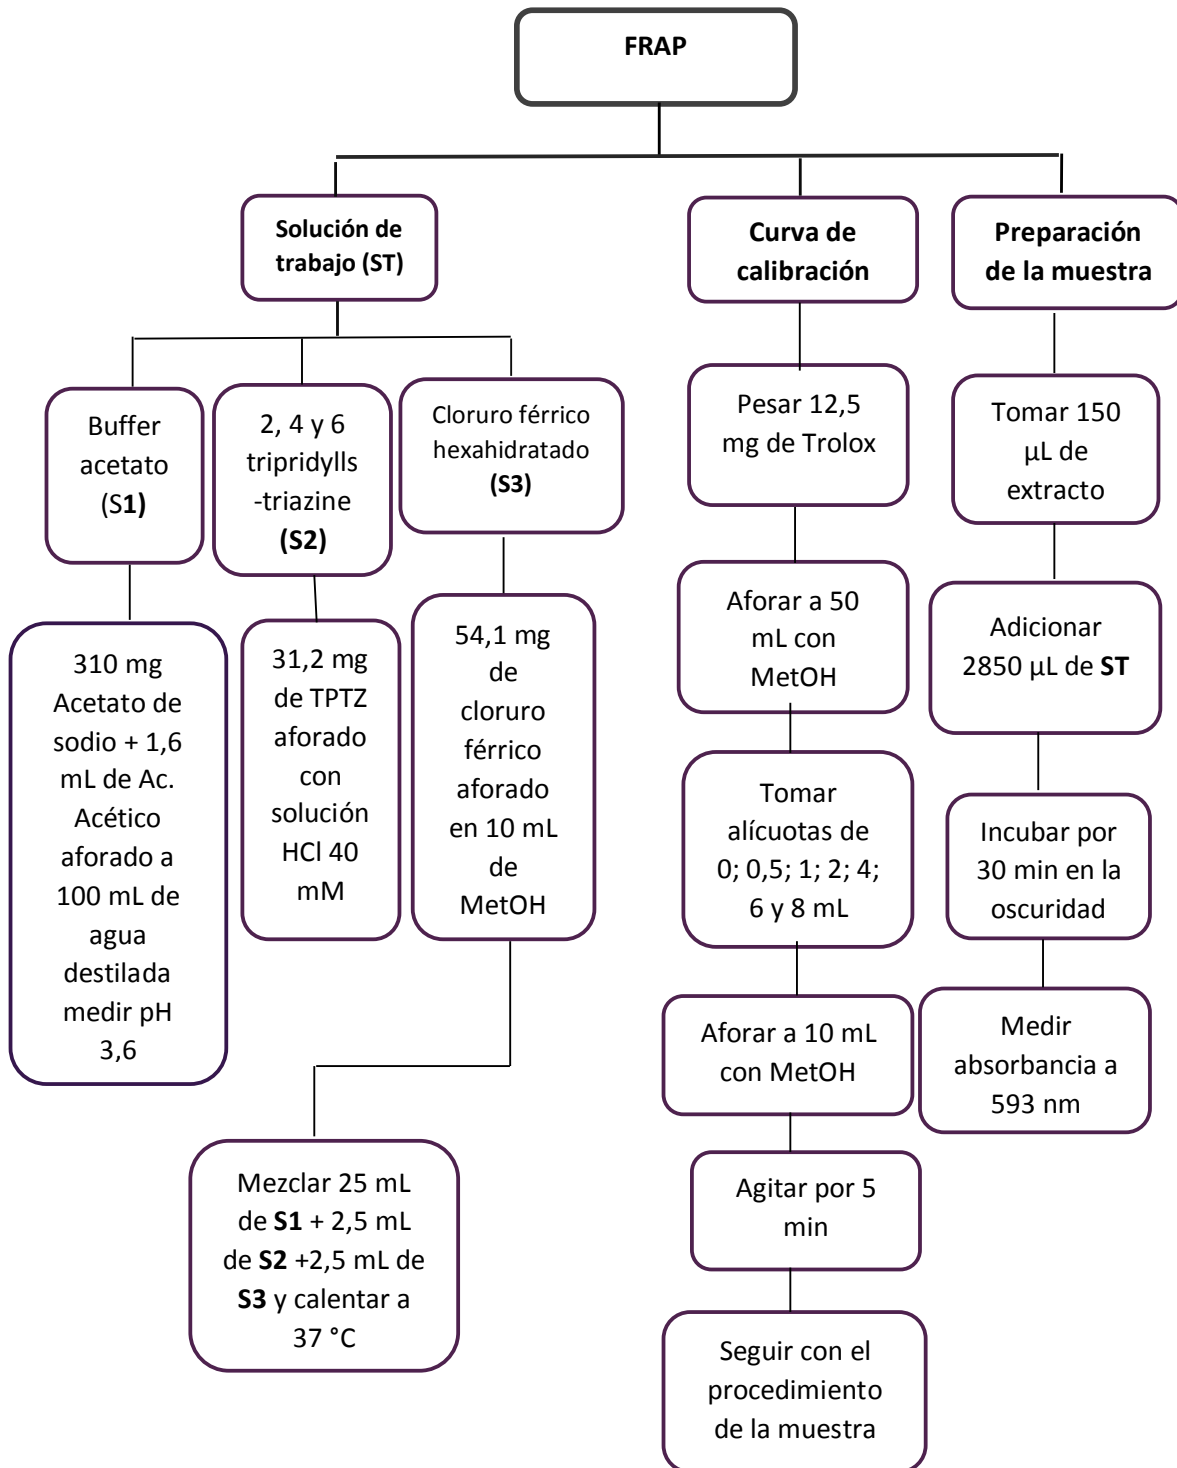 FRAP
Solución de
trabajo (ST)
Buffer
acetato
(S1)
310 mg
Acetato de
sodio + 1,6
mL de Ac.
Acético
aforado a
100 mL de
agua
destilada
medir pH
3,6
2, 4 y 6
tripridylls
-triazine
(S2)
31,2 mg
de TPTZ
aforado
con
solución
HCl 40
mM
Cloruro férrico
hexahidratado
(S3)
54,1 mg
de
cloruro
férrico
aforado
en 10 mL
de
MetOH
Mezclar 25 mL
de S1 + 2,5 mL
de S2 +2,5 mL de
S3 y calentar a
37 °C
Curva de
calibración
Pesar 12,5
mg de Trolox
Aforar a 50
mL con
MetOH
Tomar
alícuotas de
0; 0,5; 1; 2; 4;
6 y 8 mL
Aforar a 10 mL
con MetOH
Agitar por 5
min
Seguir con el
procedimiento
de la muestra
Preparación
de la muestra
Tomar 150
µL de
extracto
Adicionar
2850 µL de ST
Incubar por
30 min en la
oscuridad
Medir
absorbancia a
593 nm